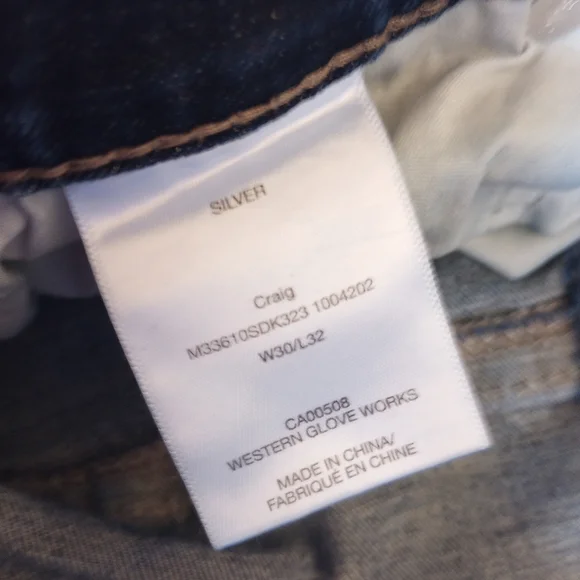 SILVER
Craig
M33610SDK323 1004202
W30/L32
CA00508
WESTERN GLOVE WORKS
MADE IN CHINA/
FABRIQUÉ EN CHINE